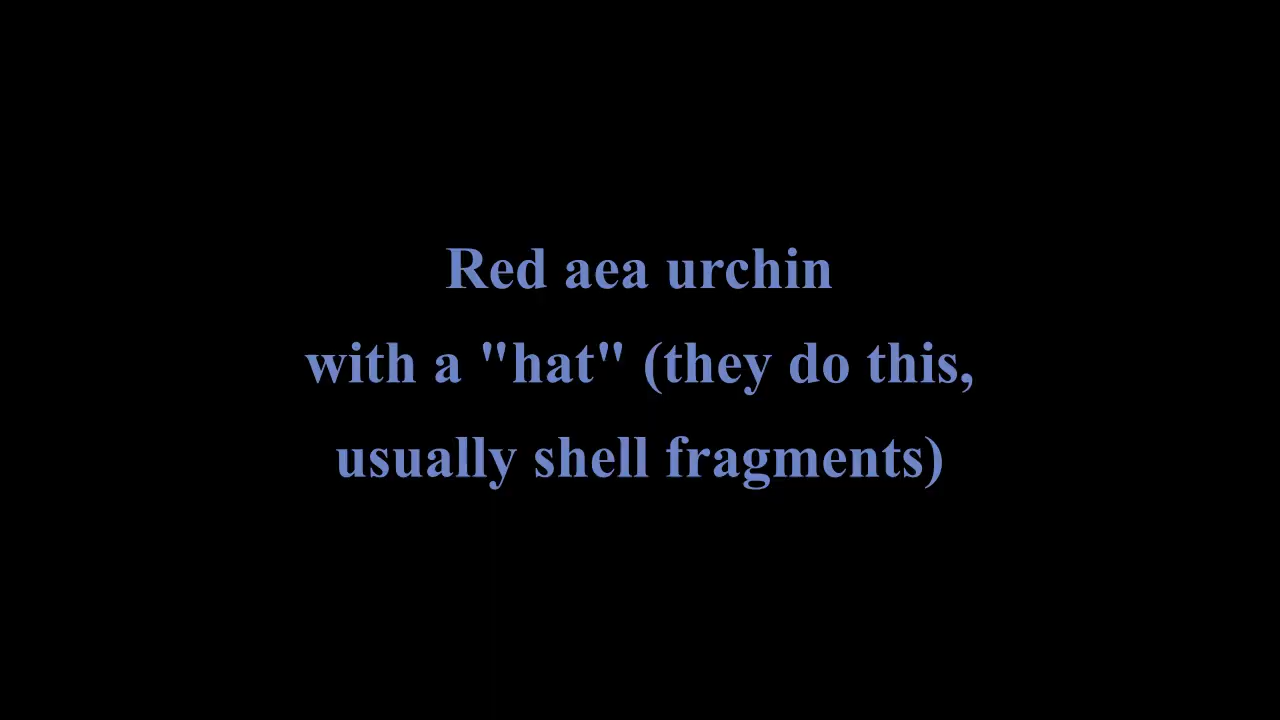 Red aea urchin
with a "hat" (they do this,
usually shell fragments)